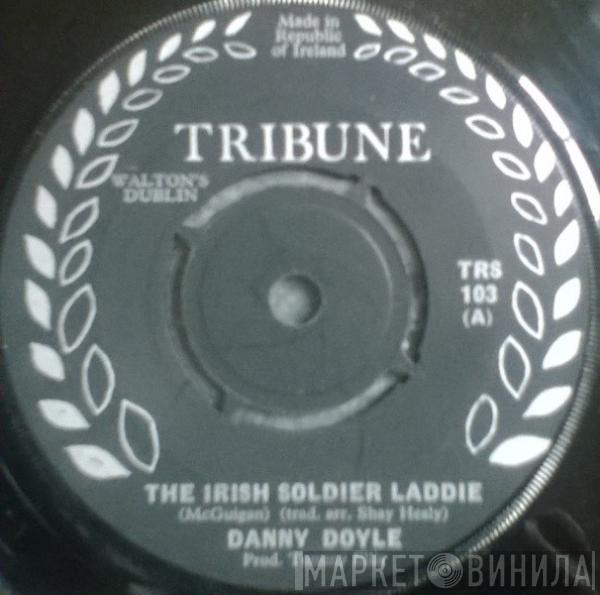 Made in
Republic
of Ireland
TRIBUNE
WALTON'S
DUBLIN
TRS
103
(A)
THE IRISH SOLDIER LADDIE
(McGuigan) (trad. arr. Shay Healy)
DANNY DOYLE
Prod.
МАРКЕТ ВИНИЛА